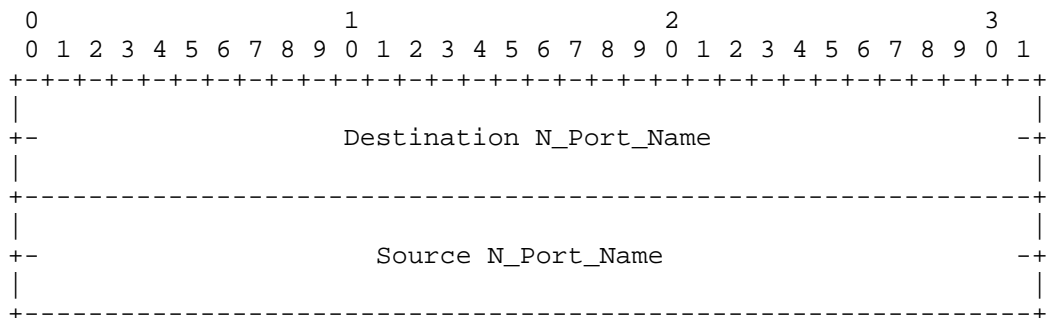 0                   1                   2                   3
 0 1 2 3 4 5 6 7 8 9 0 1 2 3 4 5 6 7 8 9 0 1 2 3 4 5 6 7 8 9 0 1
+-+-+-+-+-+-+-+-+-+-+-+-+-+-+-+-+-+-+-+-+-+-+-+-+-+-+-+-+-+-+-+-+
|                                                               |
+-                   Destination N_Port_Name                   -+
|                                                               |
+---------------------------------------------------------------+
|                                                               |
+-                     Source N_Port_Name                      -+
|                                                               |
+---------------------------------------------------------------+